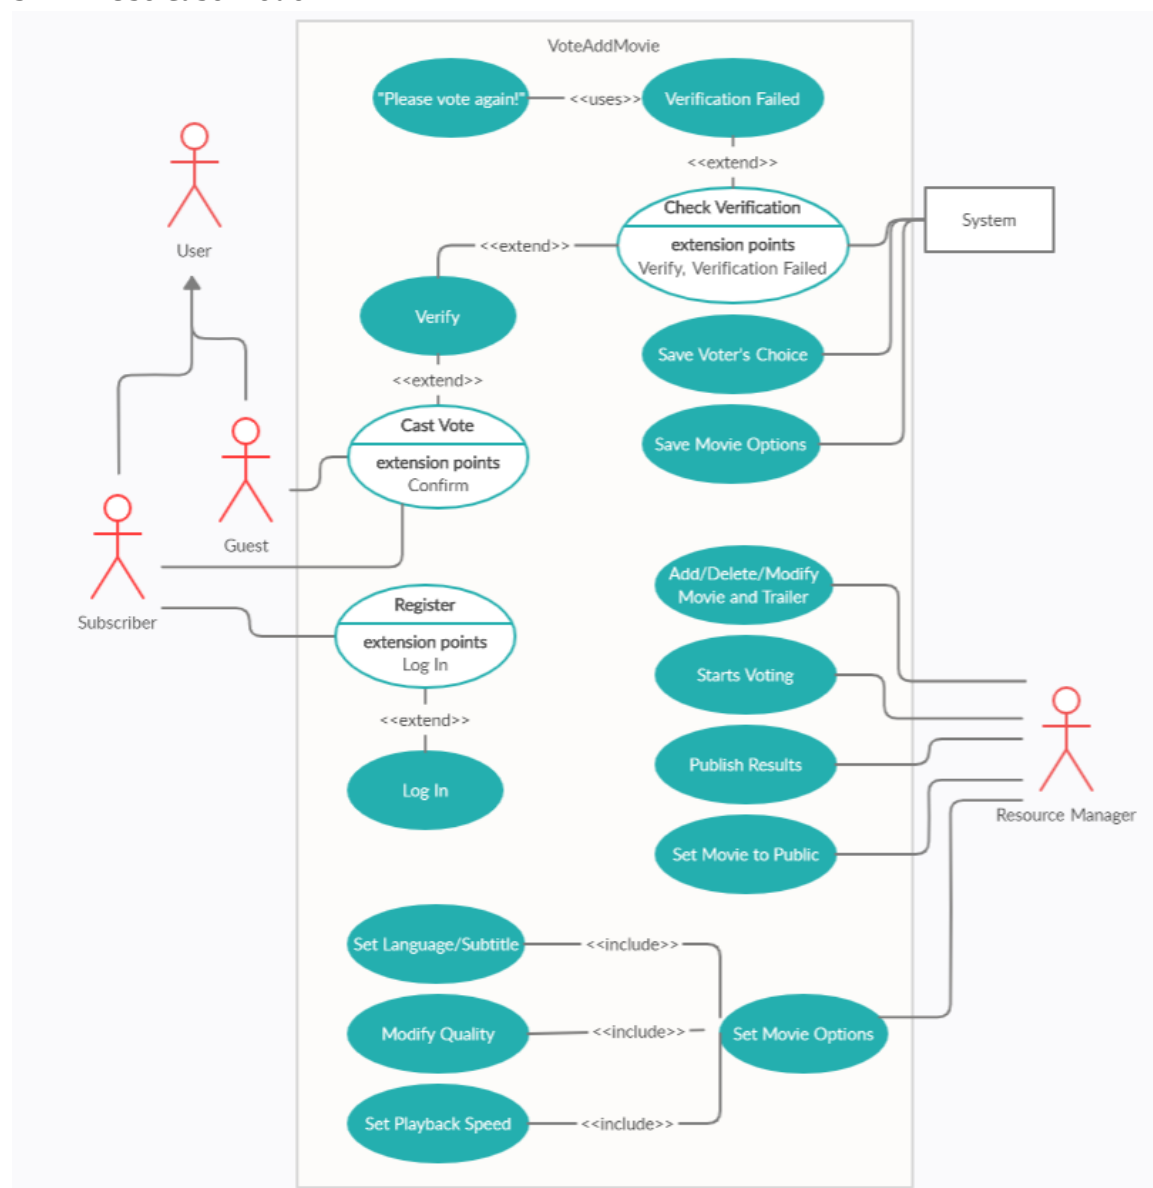 VoteAddMovie
"Please vote again!"
<<uses>>
Verification Failed
<<extend>>
Check Verification
extension points
Verify, Verification Failed
System
User
<<extend>>
Verify
Save Voter's Choice
<<extend>>
Cast Vote
extension points
Confirm
Save Movie Options
Guest
Subscriber
Add/Delete/Modify
Movie and Trailer
Register
extension points
Log In
Starts Voting
<<extend>>
Log In
Publish Results
Resource Manager
Set Movie to Public
Set Language/Subtitle
<<include>>
Modify Quality
<<include>>
Set Movie Options
Set Playback Speed
<<include>>